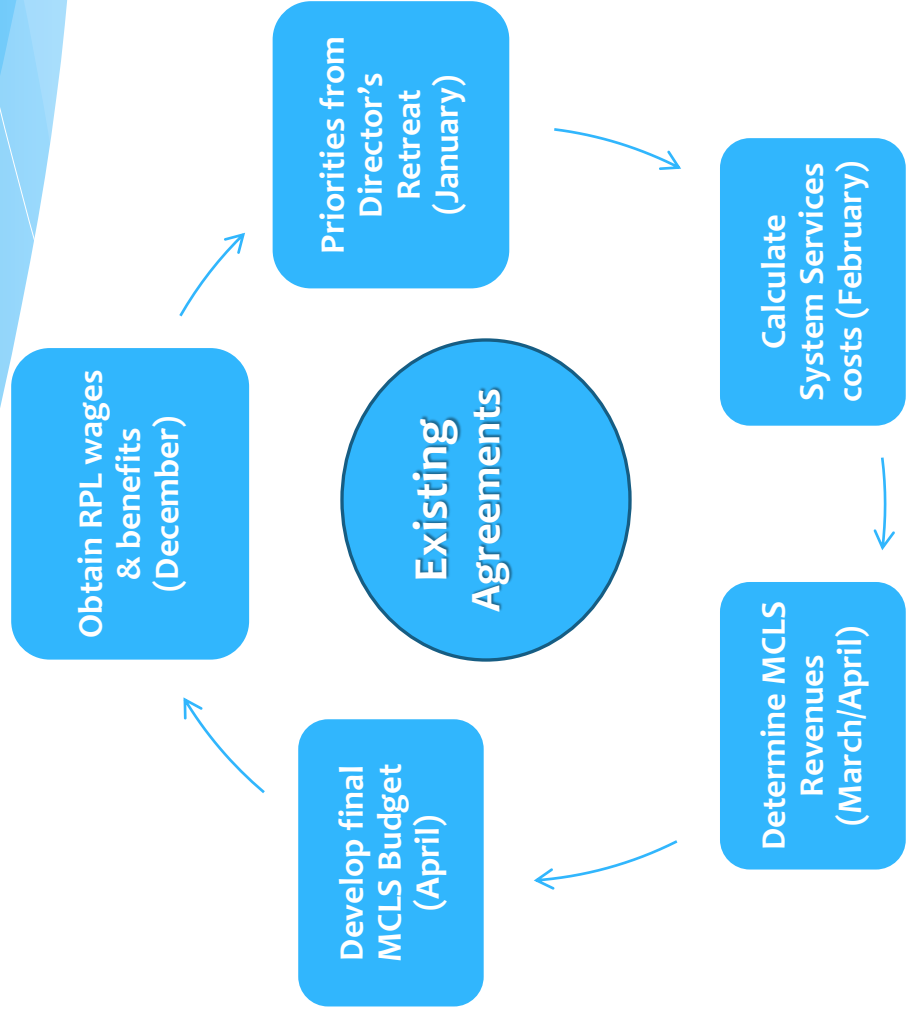 Obtain RPL wages
& benefits
(December)
Priorities from
Director’s
Retreat
(January)
Calculate
System Services
costs (February)
Determine MCLS
Revenues
(March/April)
Develop final
MCLS Budget
(April)
Existing
Agreements